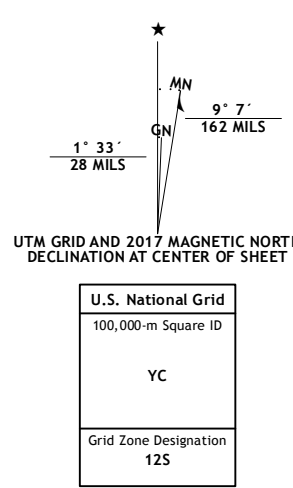 MN
GN
9° 7´
162 MILS
1° 33´
28 MILS
UTM GRID AND 2017 MAGNETIC NORT
DECLINATION AT CENTER OF SHEET
U.S. National Grid
100,000-m Square ID
YC
Grid Zone Designation
12S